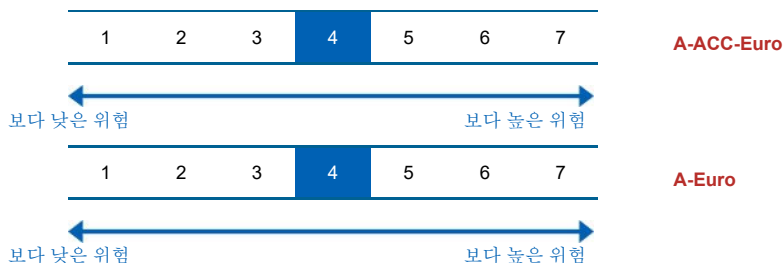 1 2 3 4 5 6 7 A-ACC-Euro
보다 낮은 위험 보다 높은 위험
1 2 3 4 5 6 7 A-Euro
보다 낮은 위험 보다 높은 위험